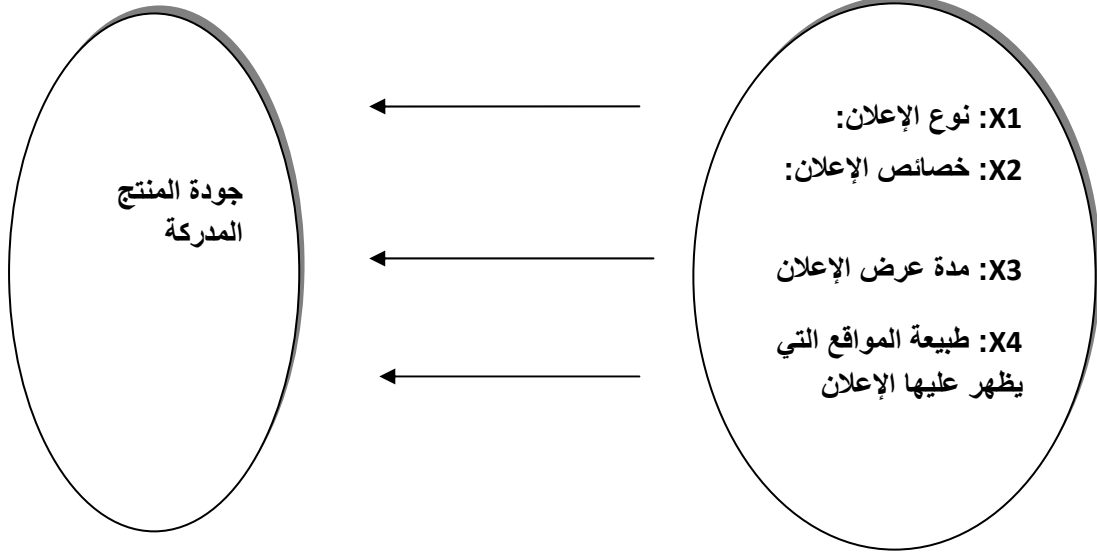 X1: نوع الإعلان:
X2: خصائص الإعلان:
X3: مدة عرض الإعلان
X4: طبيعة المواقع التي
يظهر عليها الإعلان
جودة المنتج
المدركة